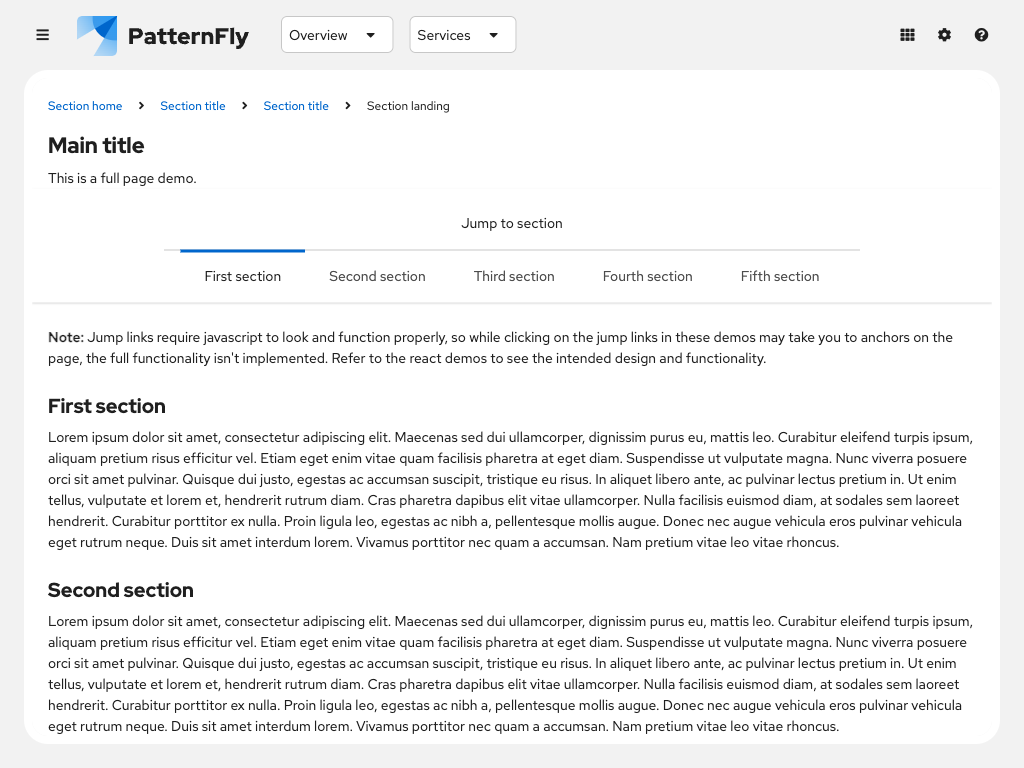 PatternFly Overview Services
Section home Section title Section title Section landing
Main title
This is a full page demo.
Jump to section
First section Second section Third section Fourth section Fifth section
Note: Jump links require javascript to look and function properly, so while clicking on the jump links in these demos may take you to anchors on the
page, the full functionality isn't implemented. Refer to the react demos to see the intended design and functionality.
First section
Lorem ipsum dolor sit amet, consectetur adipiscing elit. Maecenas sed dui ullamcorper, dignissim purus eu, mattis leo. Curabitur eleifend turpis ipsum,
aliquam pretium risus efficitur vel. Etiam eget enim vitae quam facilisis pharetra at eget diam. Suspendisse ut vulputate magna. Nunc viverra posuere
orci sit amet pulvinar. Quisque dui justo, egestas ac accumsan suscipit, tristique eu risus. In aliquet libero ante, ac pulvinar lectus pretium in. Ut enim
tellus, vulputate et lorem et, hendrerit rutrum diam. Cras pharetra dapibus elit vitae ullamcorper. Nulla facilisis euismod diam, at sodales sem laoreet
hendrerit. Curabitur porttitor ex nulla. Proin ligula leo, egestas ac nibh a, pellentesque mollis augue. Donec nec augue vehicula eros pulvinar vehicula
eget rutrum neque. Duis sit amet interdum lorem. Vivamus porttitor nec quam a accumsan. Nam pretium vitae leo vitae rhoncus.
Second section
Lorem ipsum dolor sit amet, consectetur adipiscing elit. Maecenas sed dui ullamcorper, dignissim purus eu, mattis leo. Curabitur eleifend turpis ipsum,
aliquam pretium risus efficitur vel. Etiam eget enim vitae quam facilisis pharetra at eget diam. Suspendisse ut vulputate magna. Nunc viverra posuere
orci sit amet pulvinar. Quisque dui justo, egestas ac accumsan suscipit, tristique eu risus. In aliquet libero ante, ac pulvinar lectus pretium in. Ut enim
tellus, vulputate et lorem et, hendrerit rutrum diam. Cras pharetra dapibus elit vitae ullamcorper. Nulla facilisis euismod diam, at sodales sem laoreet
hendrerit. Curabitur porttitor ex nulla. Proin ligula leo, egestas ac nibh a, pellentesque mollis augue. Donec nec augue vehicula eros pulvinar vehicula
eget rutrum neque. Duis sit amet interdum lorem. Vivamus porttitor nec quam a accumsan. Nam pretium vitae leo vitae rhoncus.